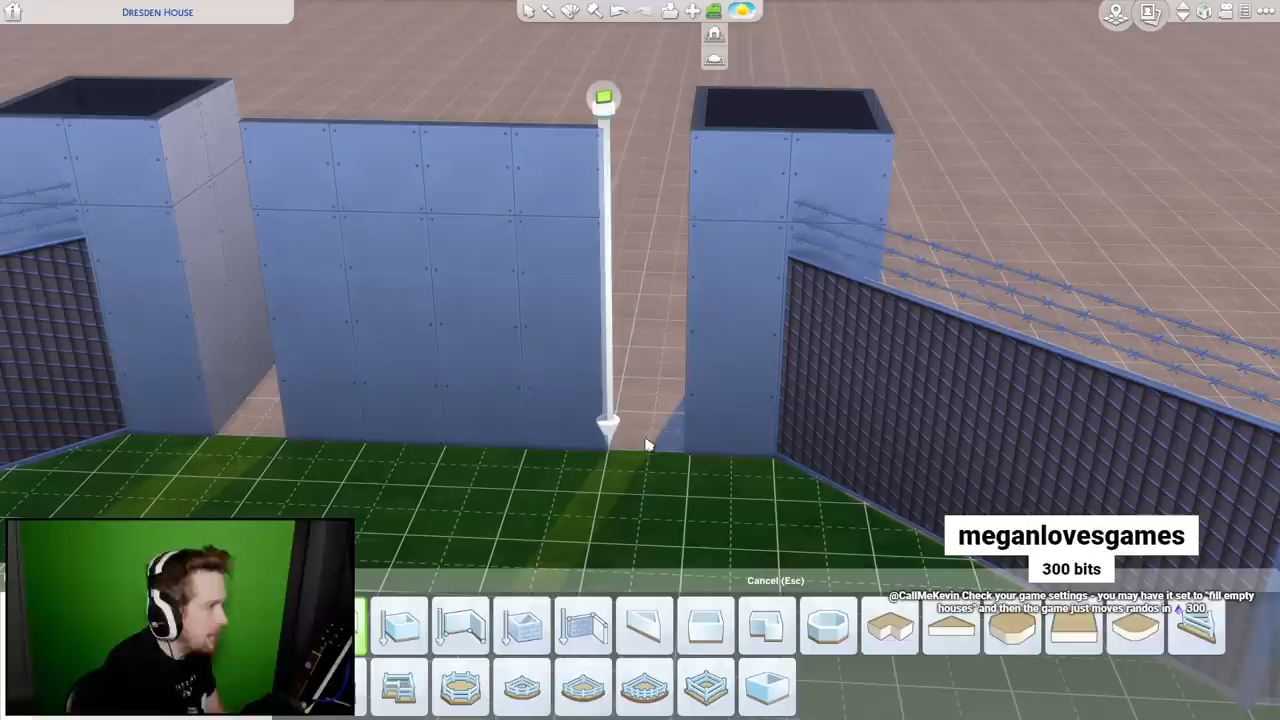 DRESDEN HOUSE
meganlovesgames
300 bits
Cancel (Esc)
@CallMeKevin Check your game settings - you may have it set to "fill empty
houses" and then the game just moves randos in 300